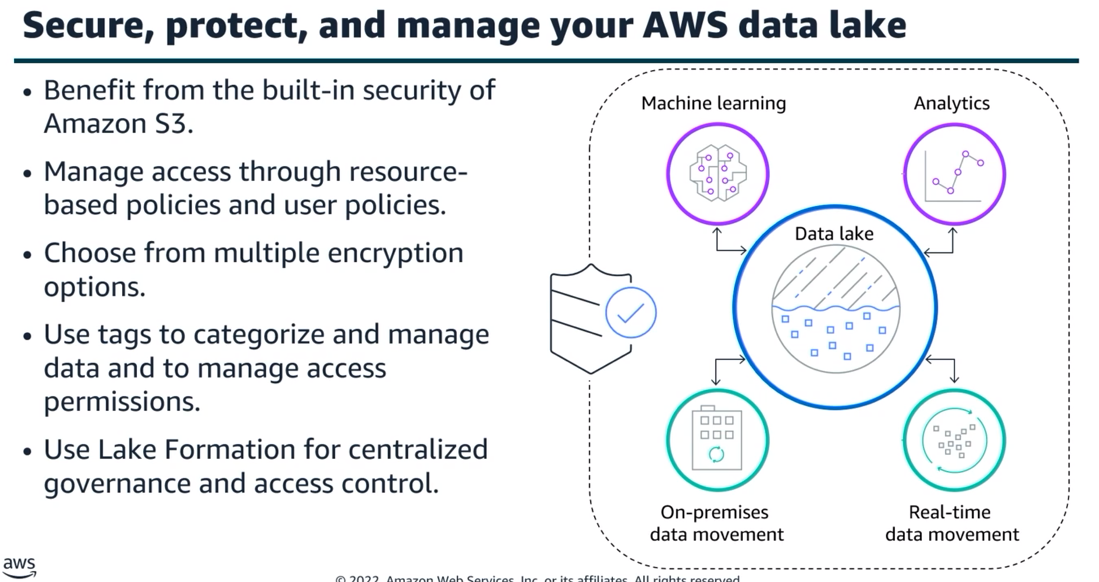 Secure, protect, and manage your AWS data lake
• Benefit from the built-in security of
Amazon S3.
• Manage access through resource-
based policies and user policies.
• Choose from multiple encryption
options.
• Use tags to categorize and manage
data and to manage access
permissions.
• Use Lake Formation for centralized
governance and access control.
Machine learning
Analytics
Data lake
On-premises
data movement
Real-time
data movement
aws
© 2022, Amazon Web Services, Inc. or its affiliates. All rights reserved.